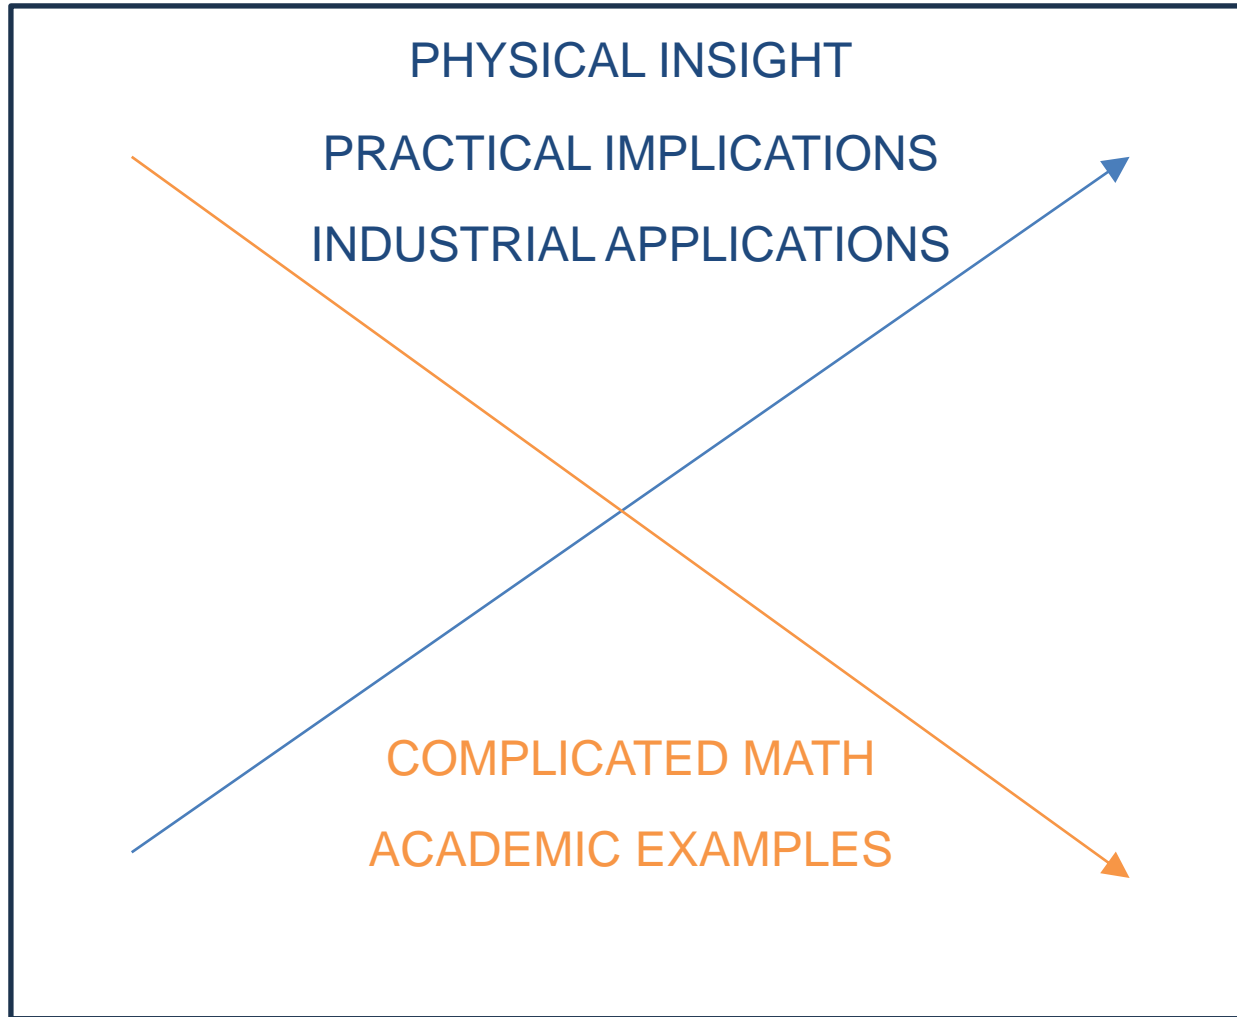 PHYSICAL INSIGHT
PRACTICAL IMPLICATIONS
INDUSTRIAL APPLICATIONS
COMPLICATED MATH
ACADEMIC EXAMPLES